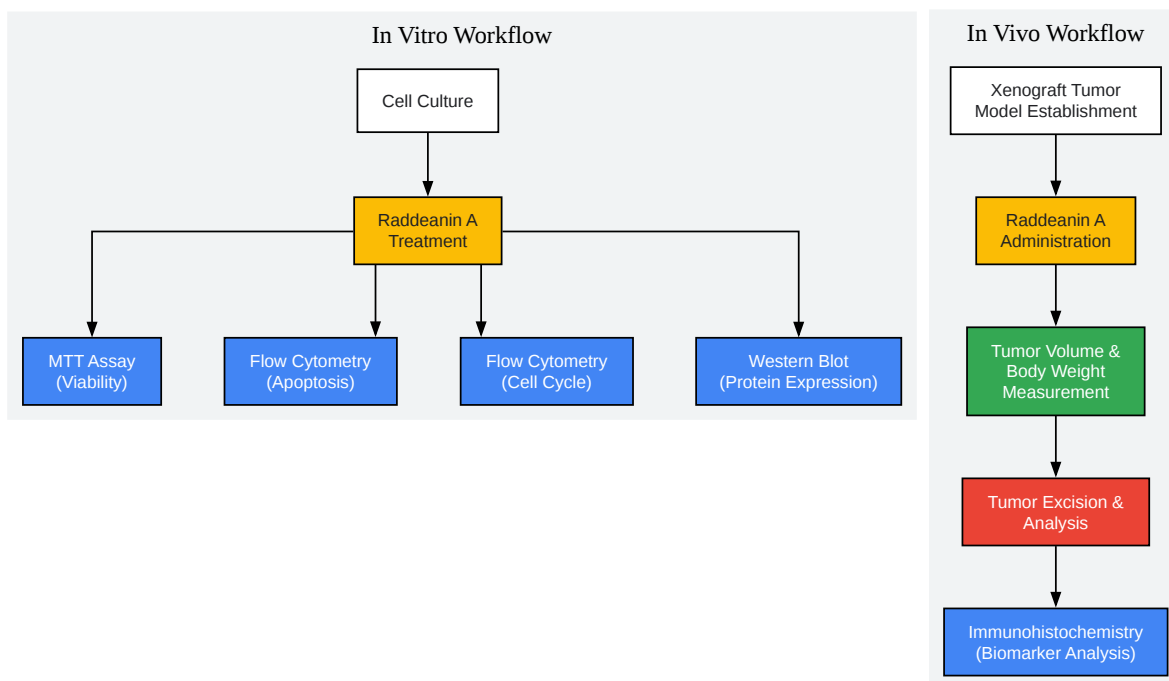 In Vitro Workflow
Cell Culture
Raddeanin A
Treatment
MTT Assay
(Viability)
Flow Cytometry
(Apoptosis)
Flow Cytometry
(Cell Cycle)
Western Blot
(Protein Expression)
In Vivo Workflow
Xenograft Tumor
Model Establishment
Raddeanin A
Administration
Tumor Volume &
Body Weight
Measurement
Tumor Excision &
Analysis
Immunohistochemistry
(Biomarker Analysis)